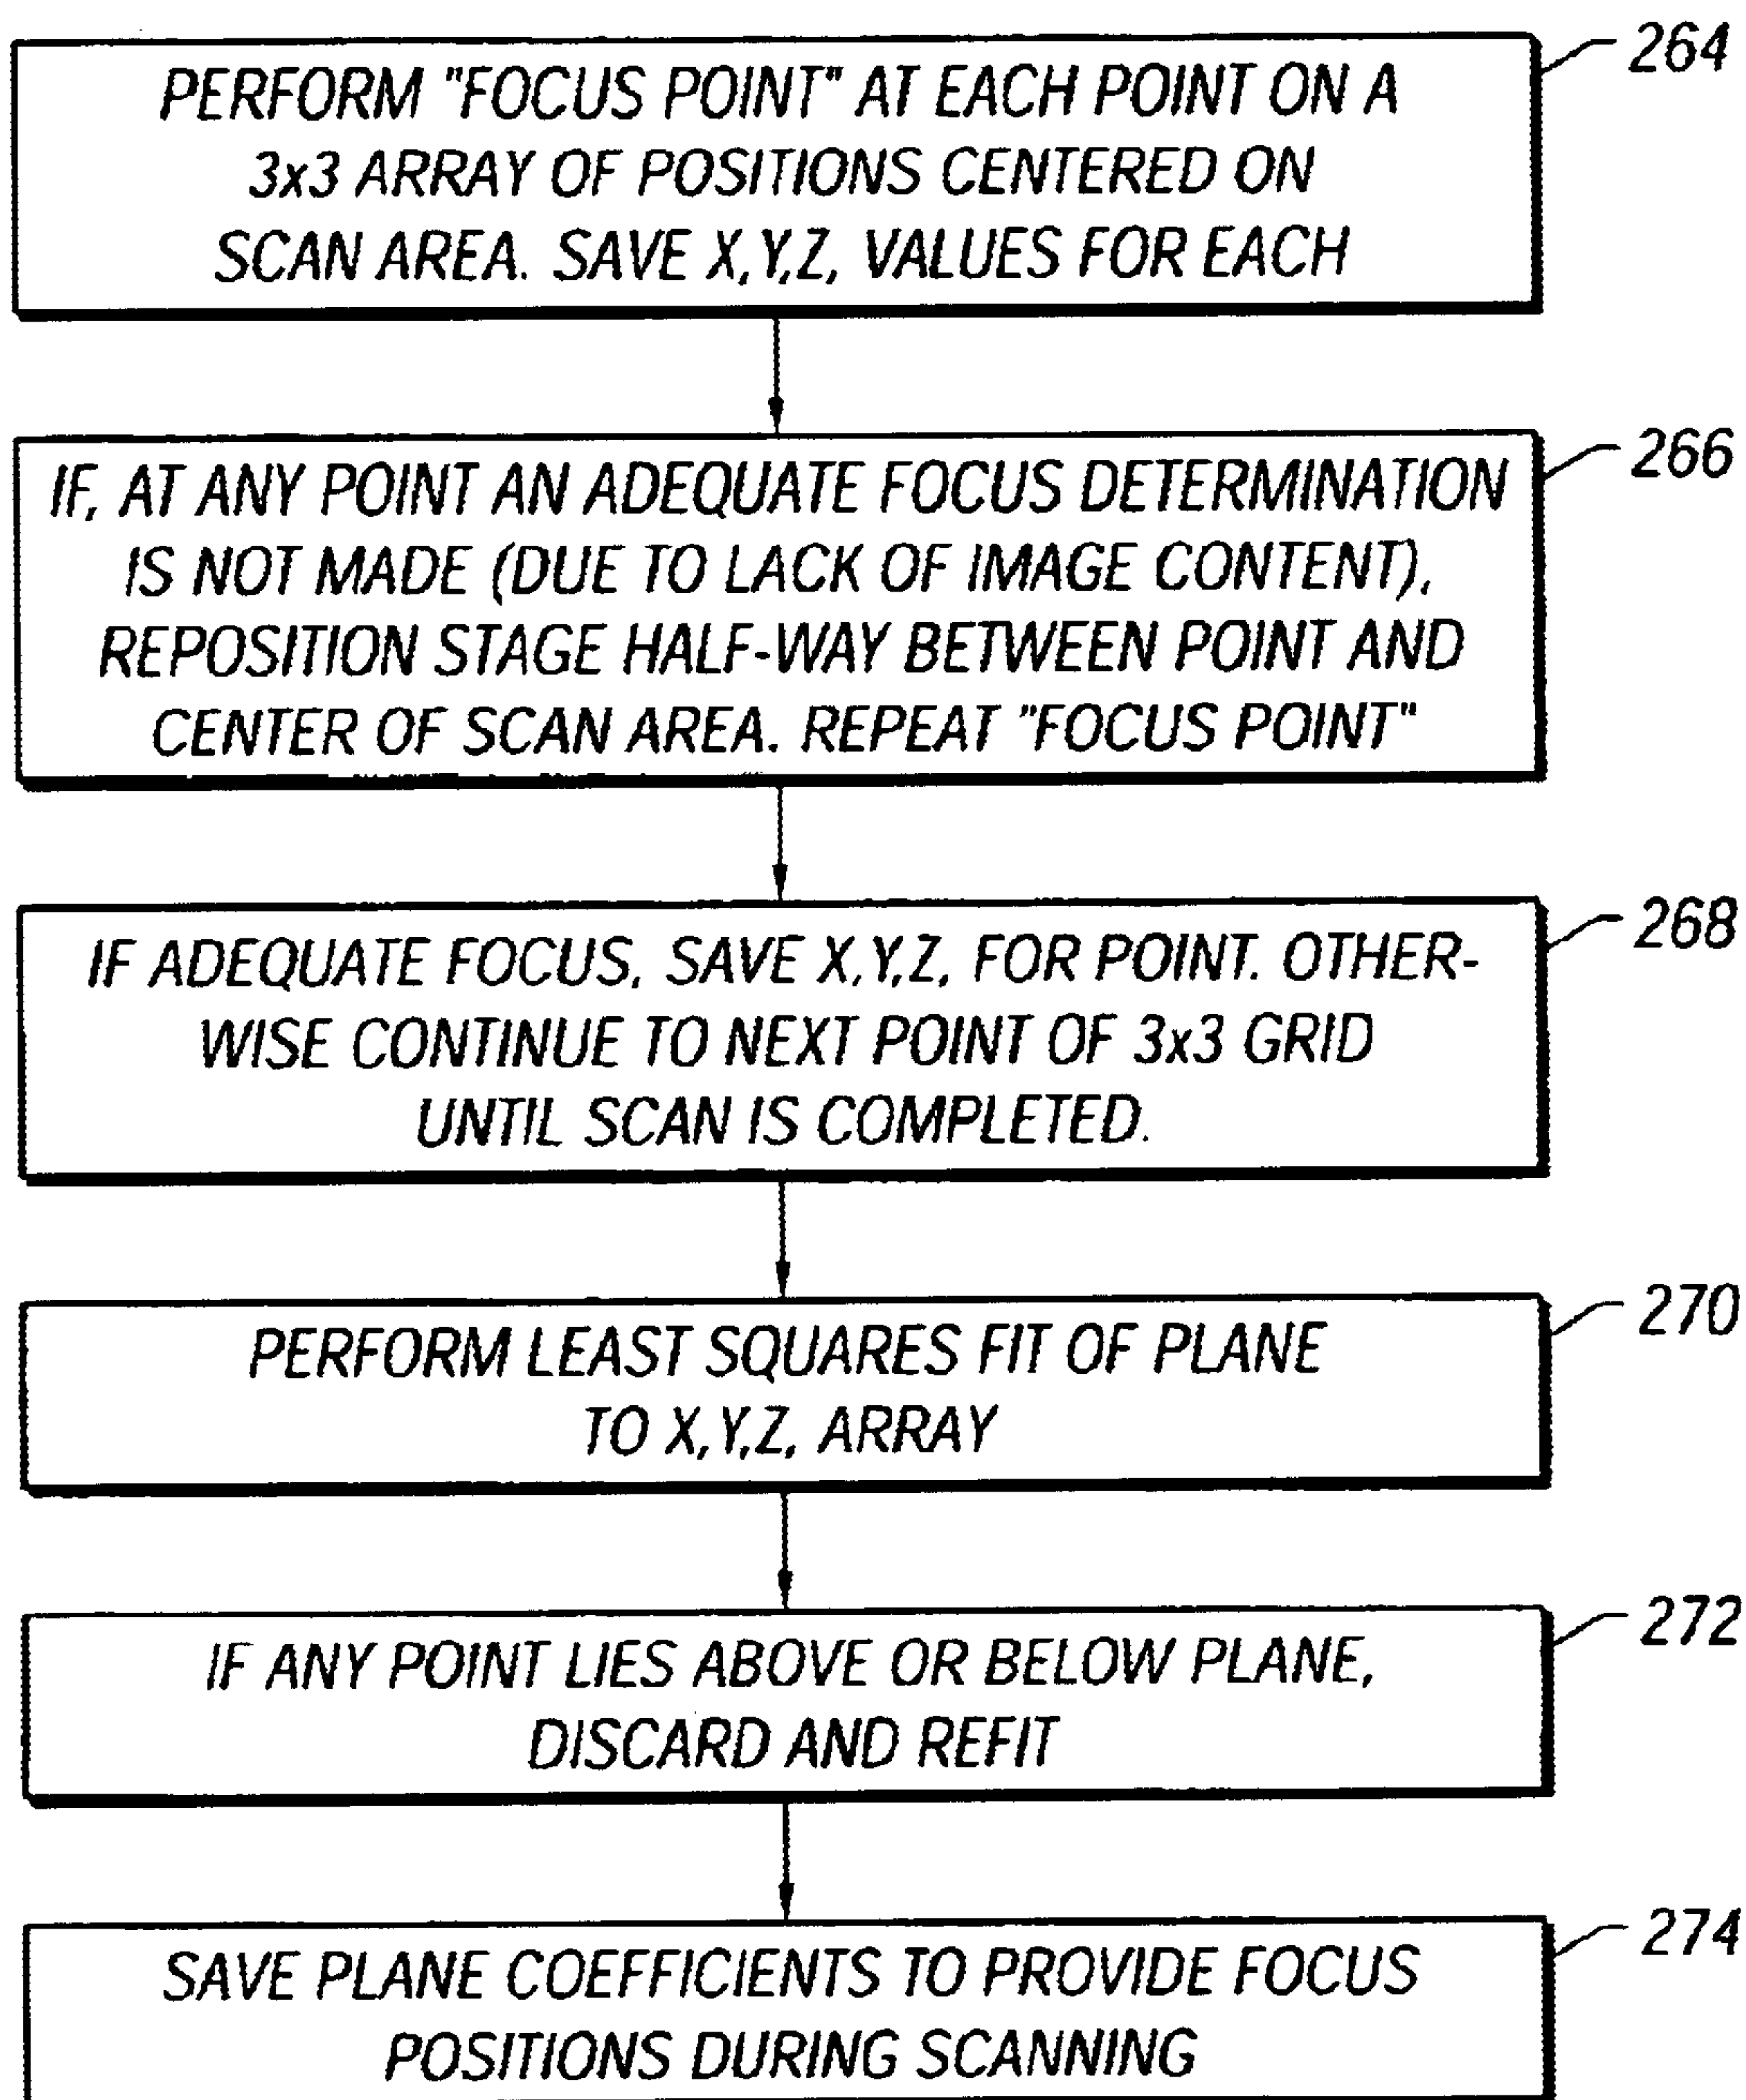 264
PERFORM "FOCUS POINT" AT EACH POINT ON A
3x3 ARRAY OF POSITIONS CENTERED ON
SCAN AREA. SAVE X,Y,Z, VALUES FOR EACH
266
IF, AT ANY POINT AN ADEQUATE FOCUS DETERMINATION
IS NOT MADE (DUE TO LACK OF IMAGE CONTENT),
REPOSITION STAGE HALF-WAY BETWEEN POINT AND
CENTER OF SCAN AREA. REPEAT "FOCUS POINT"
268
IF ADEQUATE FOCUS, SAVE X,Y,Z, FOR POINT. OTHER-
WISE CONTINUE TO NEXT POINT OF 3x3 GRID
UNTIL SCAN IS COMPLETED.
270
PERFORM LEAST SQUARES FIT OF PLANE
TO X,Y,Z, ARRAY
272
IF ANY POINT LIES ABOVE OR BELOW PLANE,
DISCARD AND REFIT
274
SAVE PLANE COEFFICIENTS TO PROVIDE FOCUS
POSITIONS DURING SCANNING